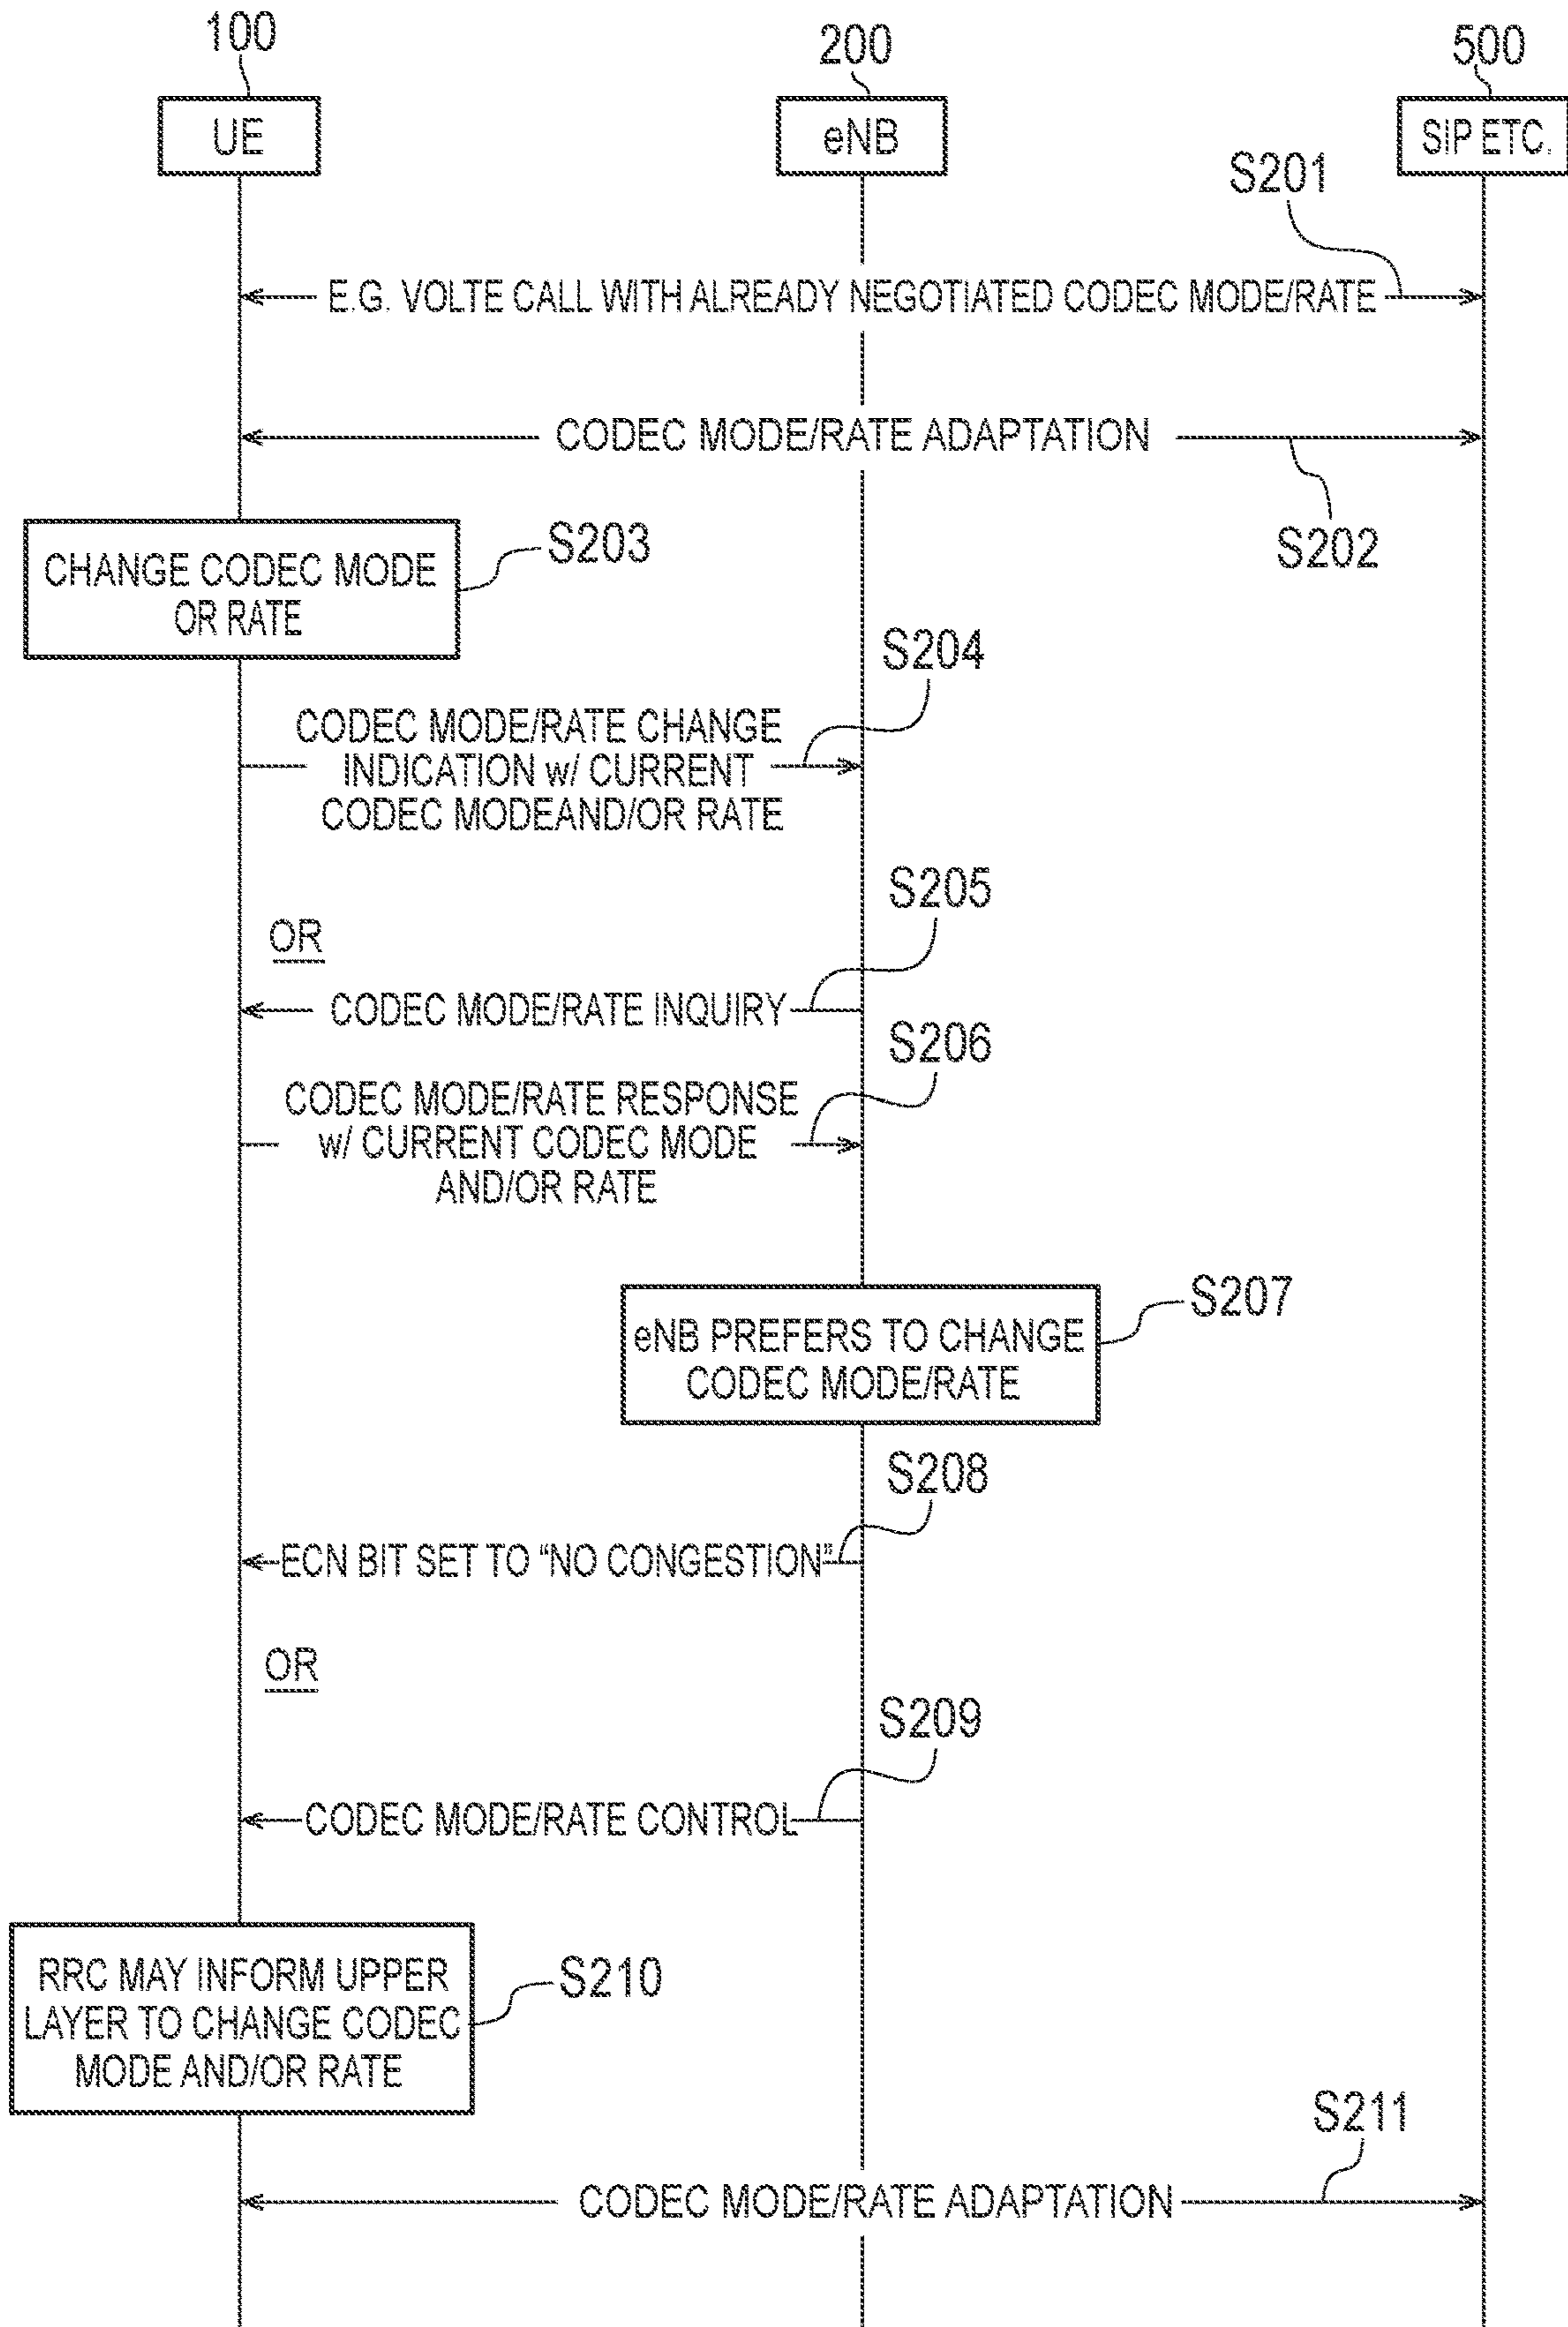 100
200
500
UE
eNB
SIP ETC.
S201
E.G. VOLTE CALL WITH ALREADY NEGOTIATED CODEC MODE/RATE
CODEC MODE/RATE ADAPTATION
S202
CHANGE CODEC MODE
OR RATE
S203
S204
CODEC MODE/RATE CHANGE
INDICATION w/ CURRENT
CODEC MODEAND/OR RATE
S205
OR
CODEC MODE/RATE INQUIRY
S206
CODEC MODE/RATE RESPONSE
w/ CURRENT CODEC MODE
AND/OR RATE
S207
eNB PREFERS TO CHANGE
CODEC MODE/RATE
S208
ECN BIT SET TO “NO CONGESTION”
OR
S209
CODEC MODE/RATE CONTROL
RRC MAY INFORM UPPER
LAYER TO CHANGE CODEC
MODE AND/OR RATE
S210
S211
CODEC MODE/RATE ADAPTATION